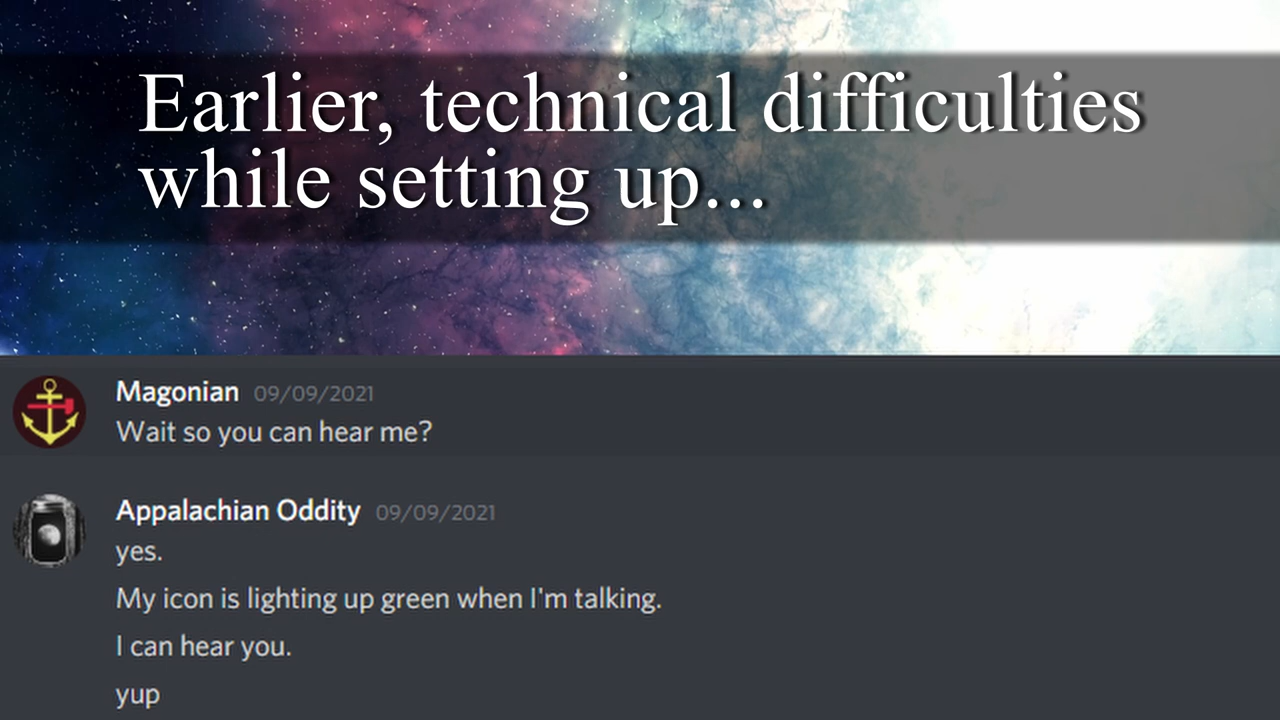 Earlier, technical difficulties
while setting up...
Magonian 09/09/2021
Wait so you can hear me?
Appalachian Oddity 09/09/2021
yes.
My icon is lighting up green when I'm talking.
I can hear you.
yup